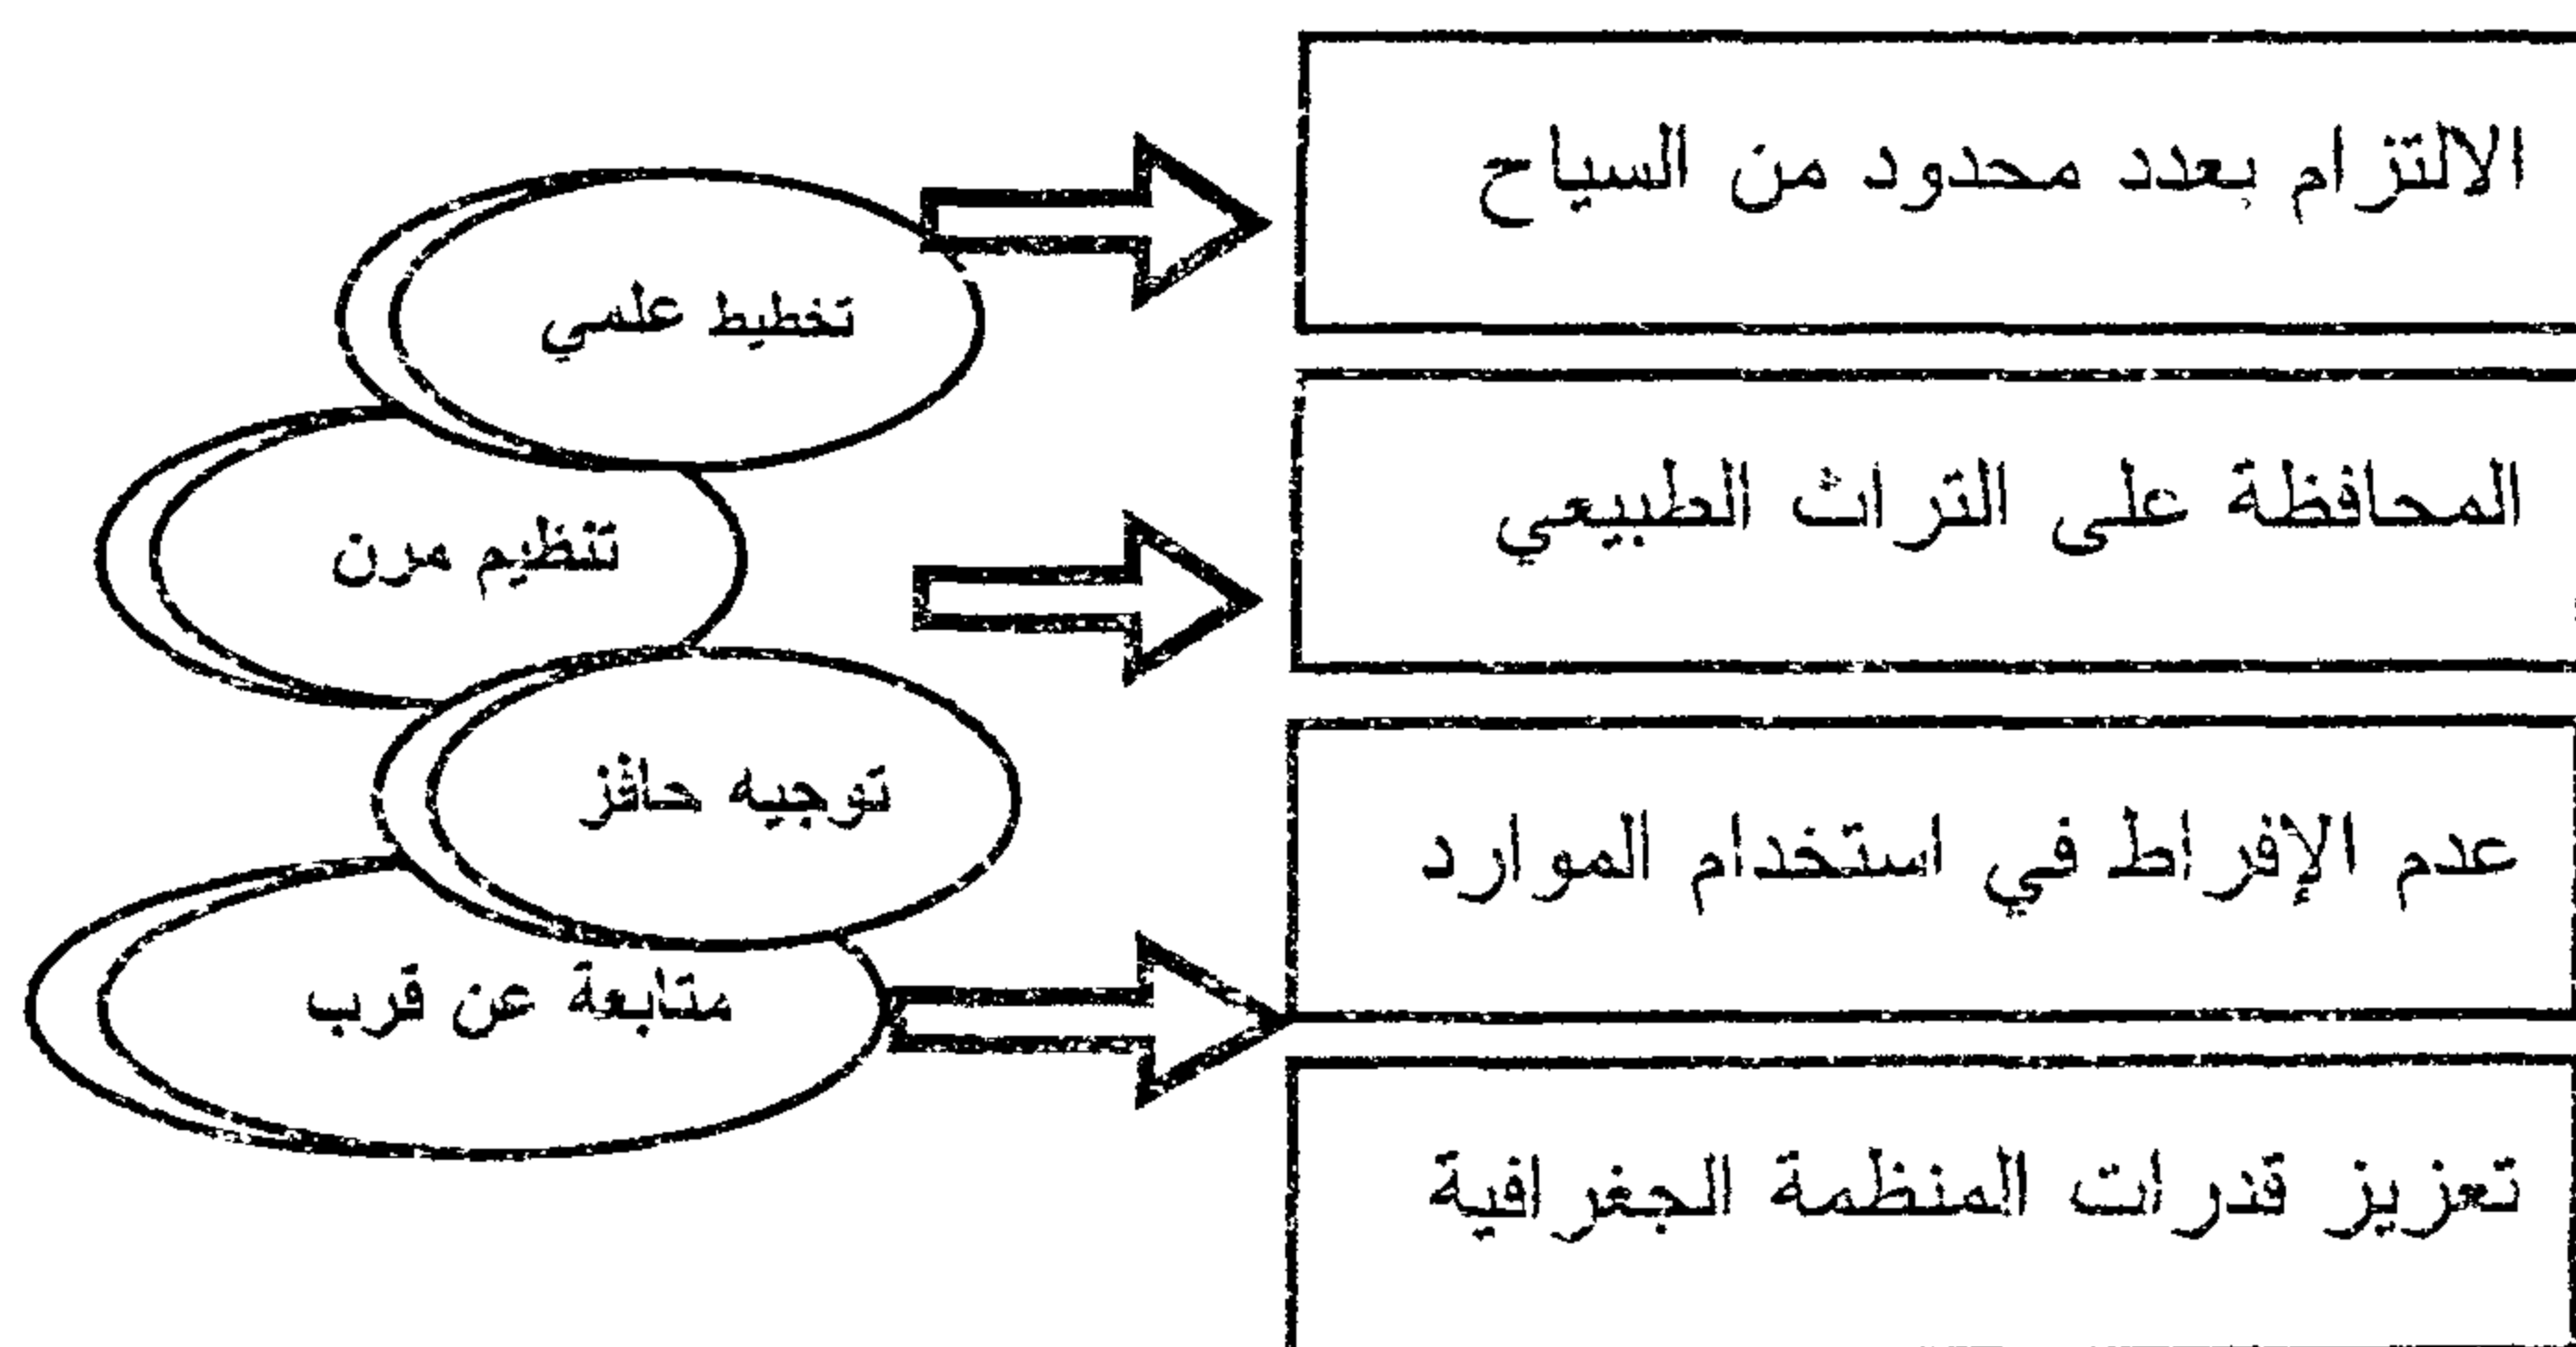 الالتزام بعدد محدود من السياح
المحافظة على التراث الطبيعي
عدم الإفراط في استخدام الموارد
تعزيز قدرات المنظمة الجغرافية
تخطيط علمي
تنظيم مرن
توجيه حافز
متابعة عن قرب